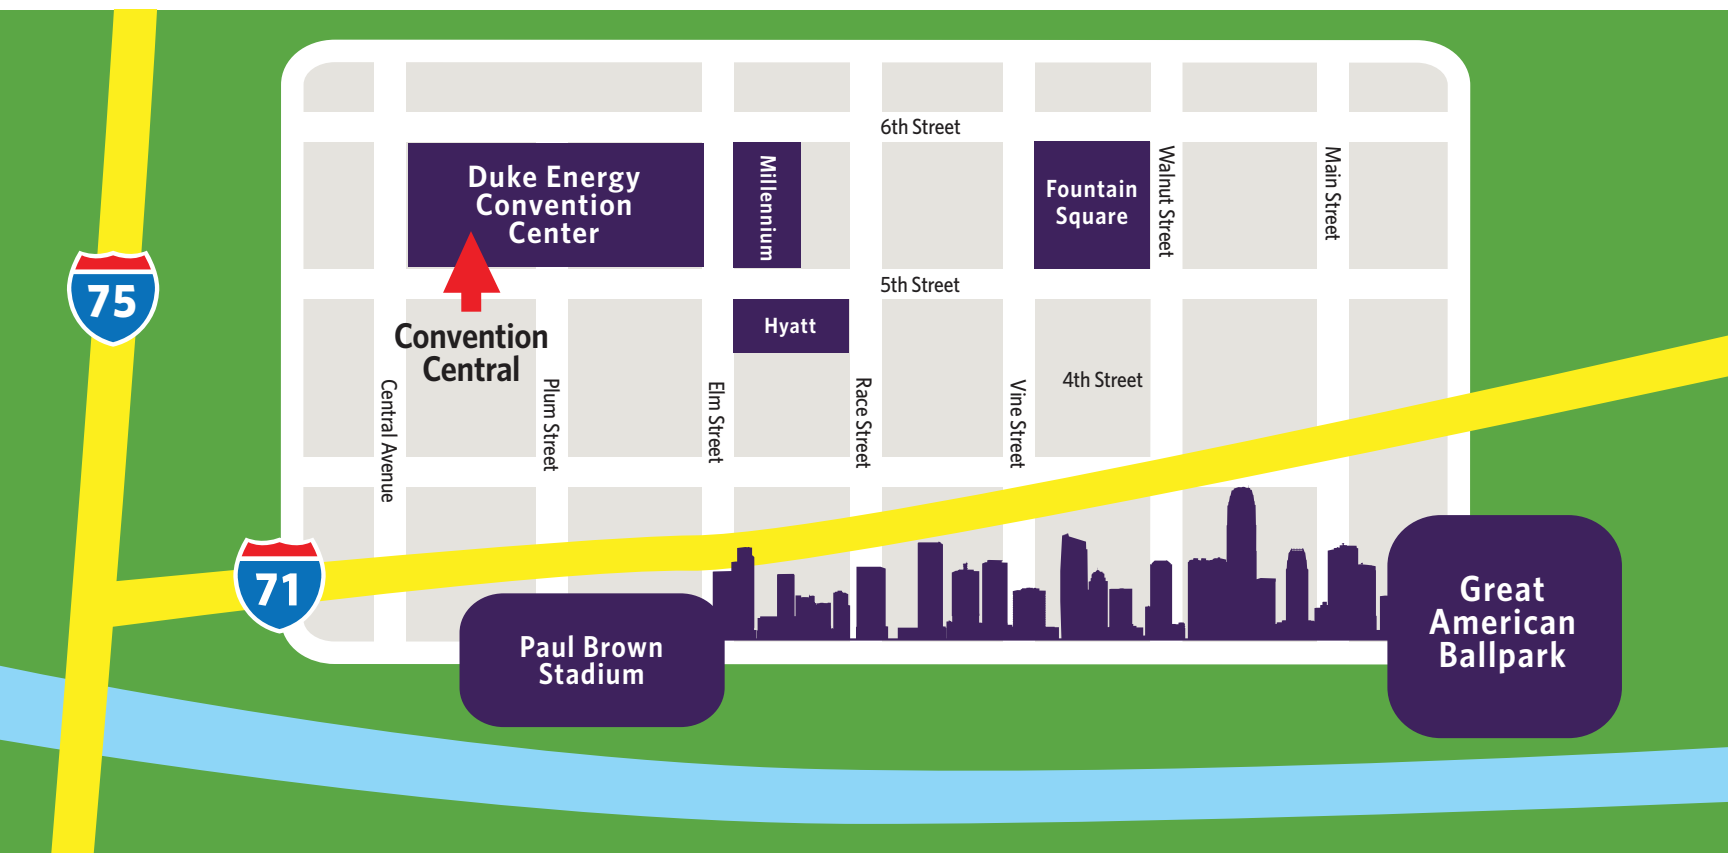 6th Street
Duke Energy
Convention
Center
Millennium
Fountain
Square
Walnut Street
Main Street
75
5th Street
Convention
Central
Hyatt
4th Street
Central Avenue
Plum Street
Elm Street
Race Street
Vine Street
71
Paul Brown
Stadium
Great
American
Ballpark